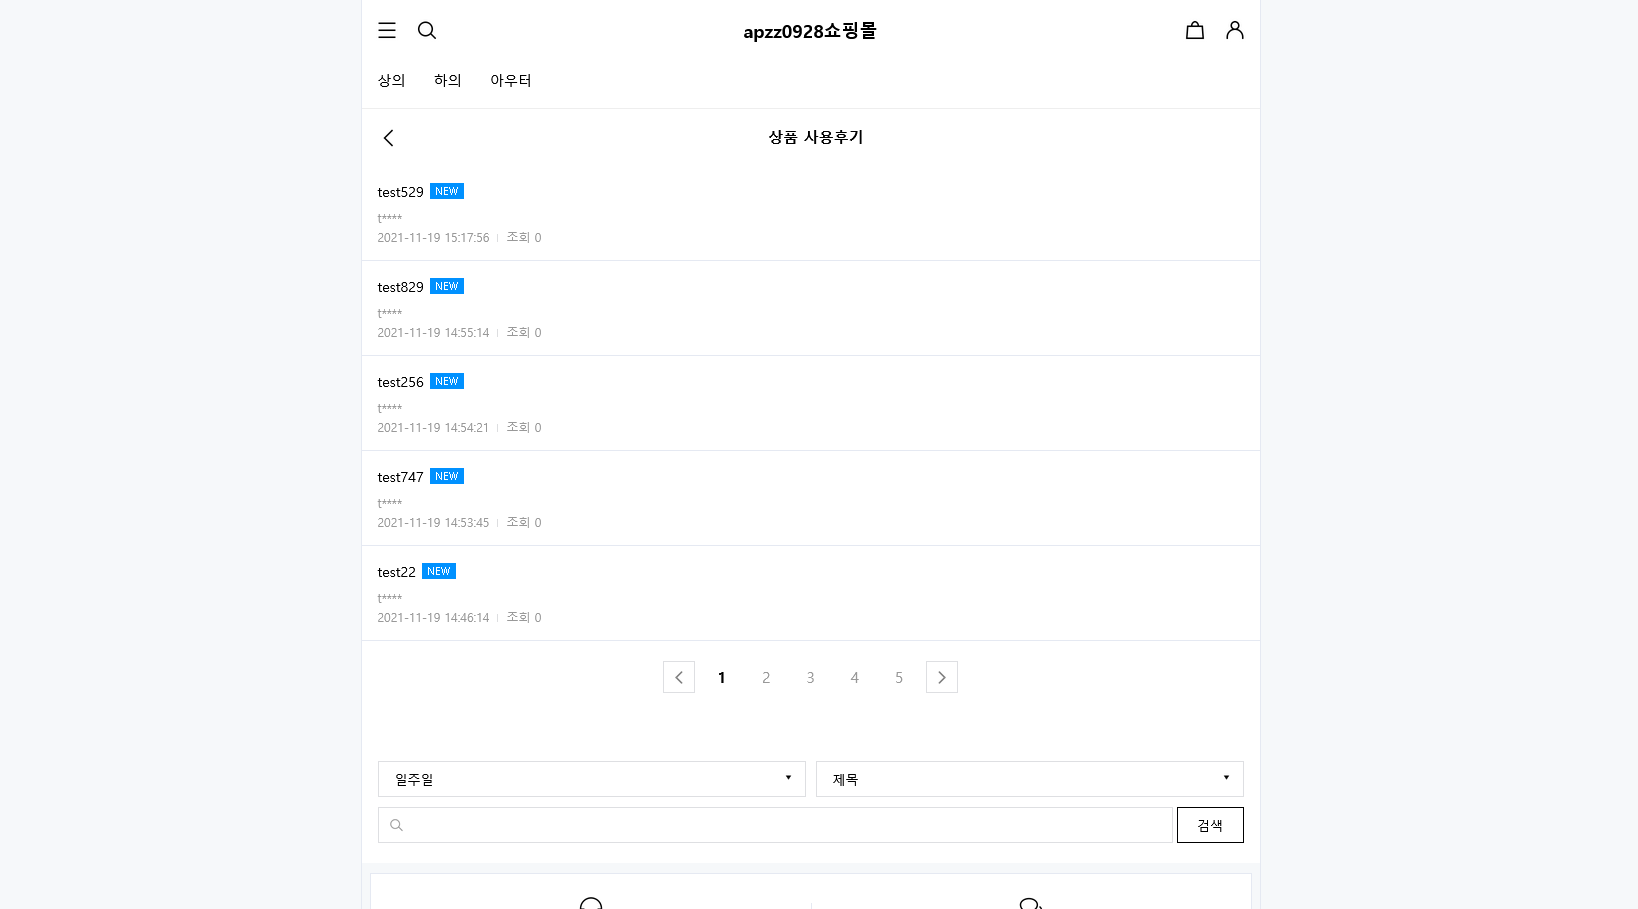 apzz0928쇼핑몰
상의 하의 아우터
상품 사용후기
test529 NEW
t****
2021-11-19 15:17:56 조회 0
test829 NEW
t****
2021-11-19 14:55:14 조회 0
test256 NEW
t****
2021-11-19 14:54:21 조회 0
test747 NEW
t****
2021-11-19 14:53:45 조회 0
test22 NEW
t****
2021-11-19 14:46:14 조회 0
1 2 3 4 5
일주일 제목
검색